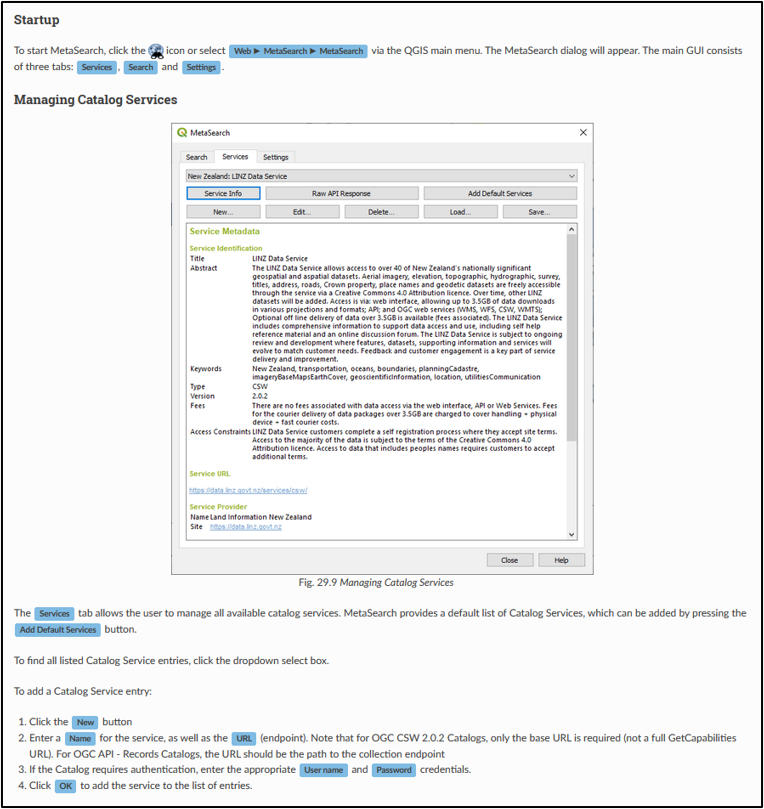 Startup
To start MetaSearch, click the icon or select Web ► MetaSearch ► MetaSearch via the QGIS main menu. The MetaSearch dialog will appear. The main GUI consists
of three tabs: Services , Search and Settings .
Managing Catalog Services
MetaSearch
Search Services Settings
New Zealand: LINZ Data Service
Service Info Raw API Response Add Default Services
New... Edit... Delete... Load... Save...
Service Metadata
Service Identification
Title LINZ Data Service
Abstract The LINZ Data Service allows access to over 40 of New Zealand's nationally significant
geospatial and aspatial datasets. Aerial imagery, elevation, topographic, hydrographic, survey,
titles, address, roads, Crown property, place names and geodetic datasets are freely accessible
through the service via a Creative Commons 4.0 Attribution licence. Over time, other LINZ
datasets will be added. Access is via: web interface, allowing up to 3.5GB of data downloads
in various projections and formats; API; and OGC web services (WMS, WFS, CSW, WMTS);
Optional off line delivery of data over 3.5GB is available (fees associated). The LINZ Data Service
includes comprehensive information to support data access and use, including self help
reference material and an online discussion forum. The LINZ Data Service is subject to ongoing
review and development where features, datasets, supporting information and services will
evolve to match customer needs. Feedback and customer engagement is a key part of service
delivery and improvement.
Keywords New Zealand, transportation, oceans, boundaries, planningCadastre,
imageryBaseMapsEarthCover, geoscientificInformation, location, utilitiesCommunication
Type CSW
Version 2.0.2
Fees There are no fees associated with data access via the web interface, API or Web Services. Fees
for the courier delivery of data packages over 3.5GB are charged to cover handling + physical
device + fast courier costs.
Access Constraints LINZ Data Service customers complete a self registration process where they accept site terms.
Access to the majority of the data is subject to the terms of the Creative Commons 4.0
Attribution licence. Access to data that includes peoples names requires customers to accept
additional terms.
Service URL
https://data.linz.govt.nz/services/csw/
Service Provider
Name Land Information New Zealand
Site https://data.linz.govt.nz
Close Help
Fig. 29.9 Managing Catalog Services
The Services tab allows the user to manage all available catalog services. MetaSearch provides a default list of Catalog Services, which can be added by pressing the
Add Default Services button.
To find all listed Catalog Service entries, click the dropdown select box.
To add a Catalog Service entry:
1. Click the New button
2. Enter a Name for the service, as well as the URL (endpoint). Note that for OGC CSW 2.0.2 Catalogs, only the base URL is required (not a full GetCapabilities
URL). For OGC API - Records Catalogs, the URL should be the path to the collection endpoint
3. If the Catalog requires authentication, enter the appropriate User name and Password credentials.
4. Click OK to add the service to the list of entries.